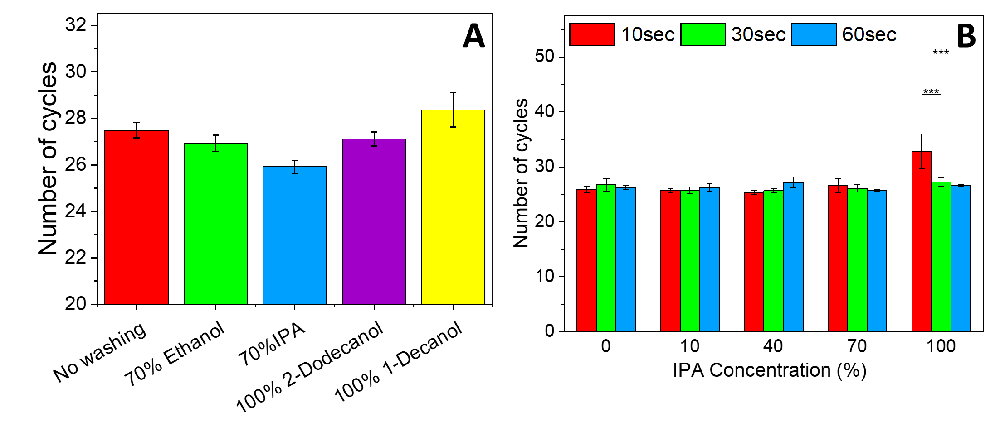 A
Number of cycles
32
30
28
26
24
22
20
No washing
70% Ethanol
70%IPA
100% 2-Dodecanol
100% 1-Decanol
10sec 30sec 60sec B
***
***
Number of cycles
50
40
30
20
10
0
0 10 40 70 100
IPA Concentration (%)